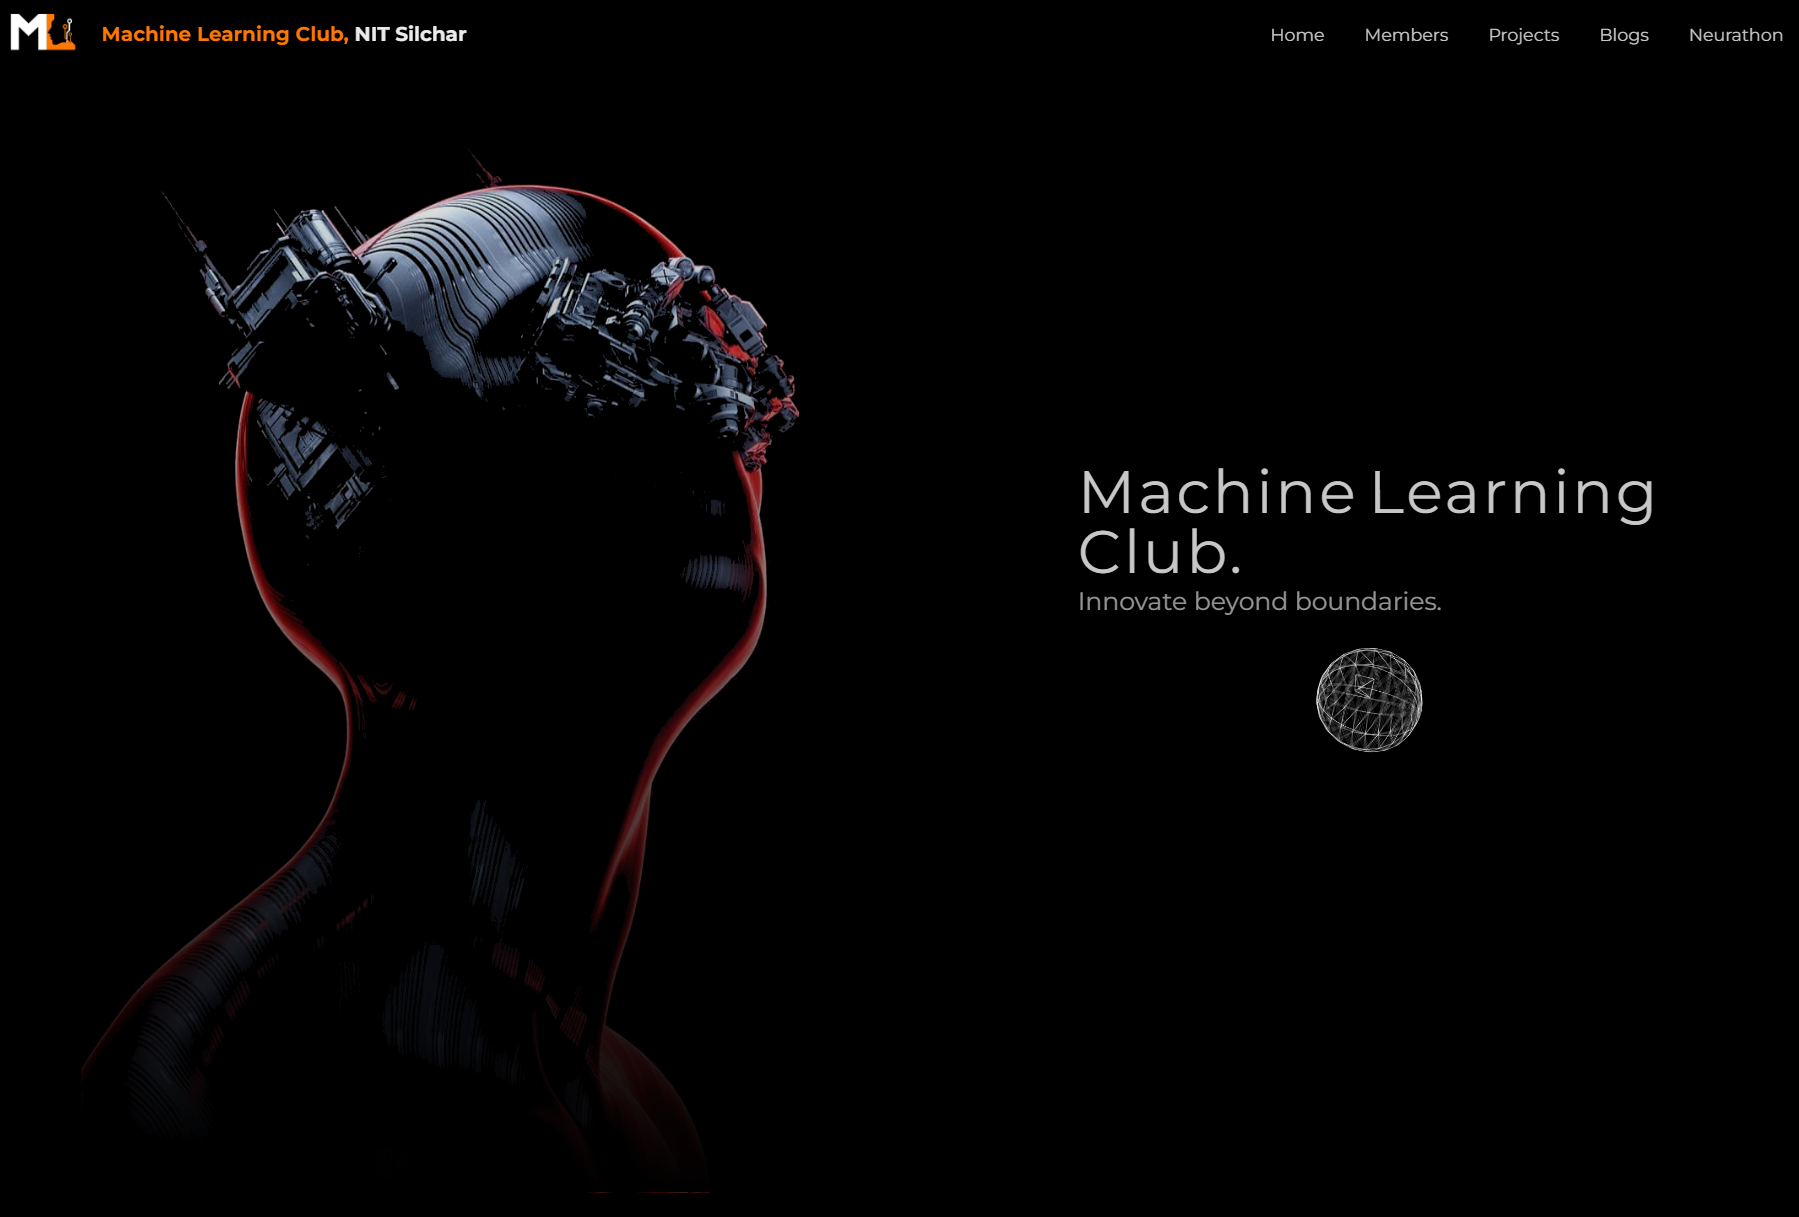 ML
Machine Learning Club, NIT Silchar
Home Members Projects Blogs Neurathon
Machine Learning
Club.
Innovate beyond boundaries.